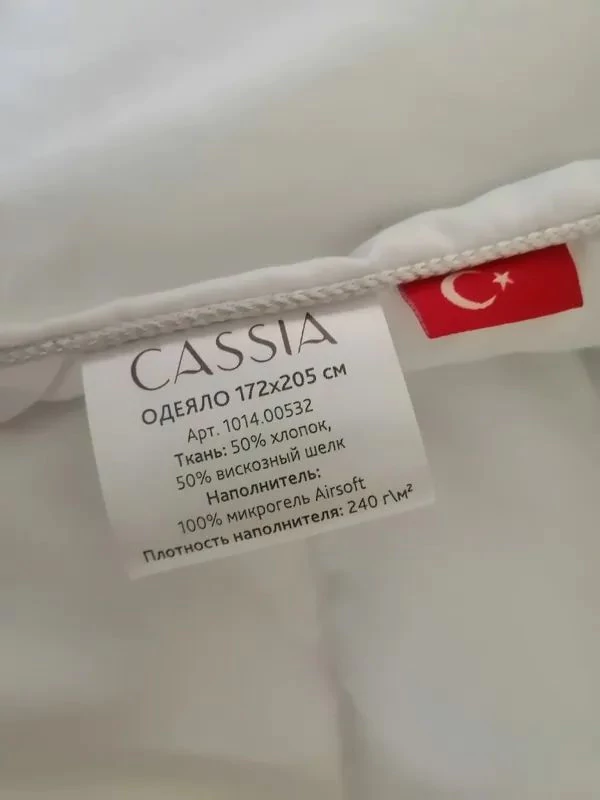 CASSIA
ОДЕЯЛО 172x205 см
Арт. 1014.00532
Ткань: 50% хлопок,
50% вискозный шелк
Наполнитель:
100% микрогель Airsoft
Плотность наполнителя: 240 г\м²